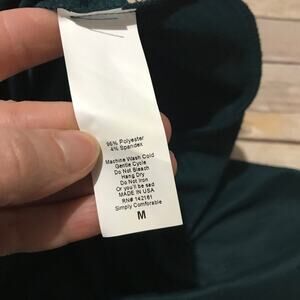 96% Polyester
4% Spandex
Machine Wash Cold
Gentle Cycle
Do Not Bleach
Hang Dry
Do Not Iron
Or you'll be sad
MADE IN USA
RN# 142161
Simply Comfortable
M